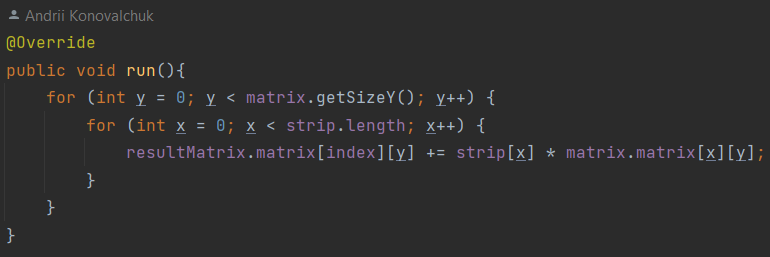 Andrii Konovalchuk
@Override
public void run(){
    for (int y = 0; y < matrix.getSizeY(); y++) {
        for (int x = 0; x < strip.length; x++) {
            resultMatrix.matrix[index][y] += strip[x] * matrix.matrix[x][y];
        }
    }
}